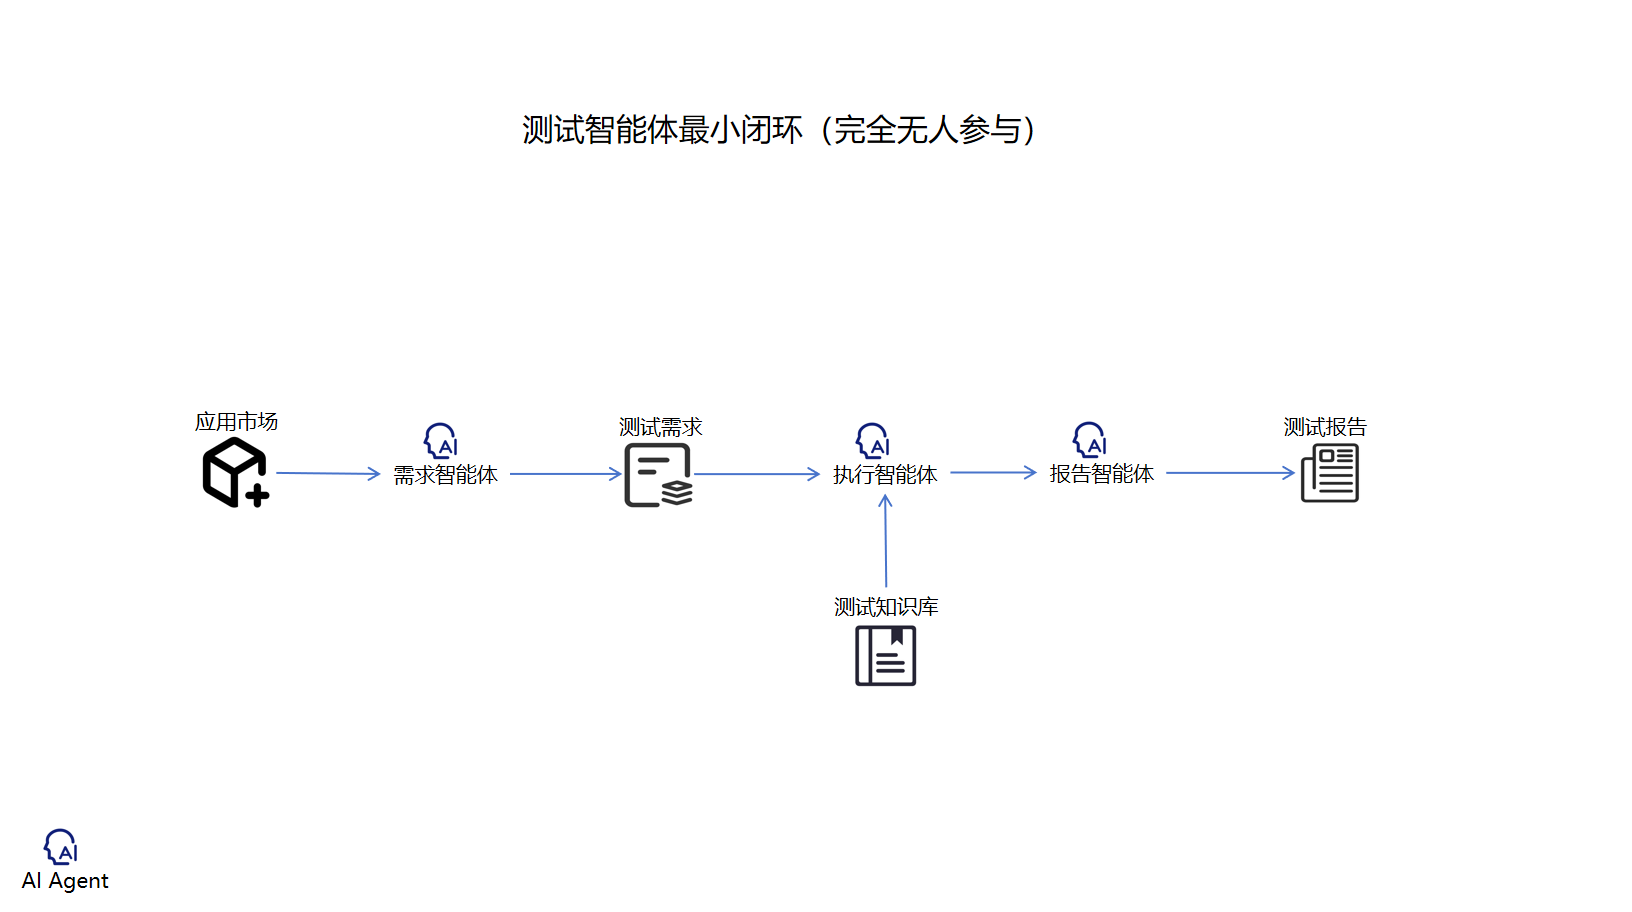 测试智能体最小闭环（完全无人参与）
应用市场
测试需求
测试报告
AI
需求智能体
AI
执行智能体
AI
报告智能体
测试知识库
AI
AI Agent